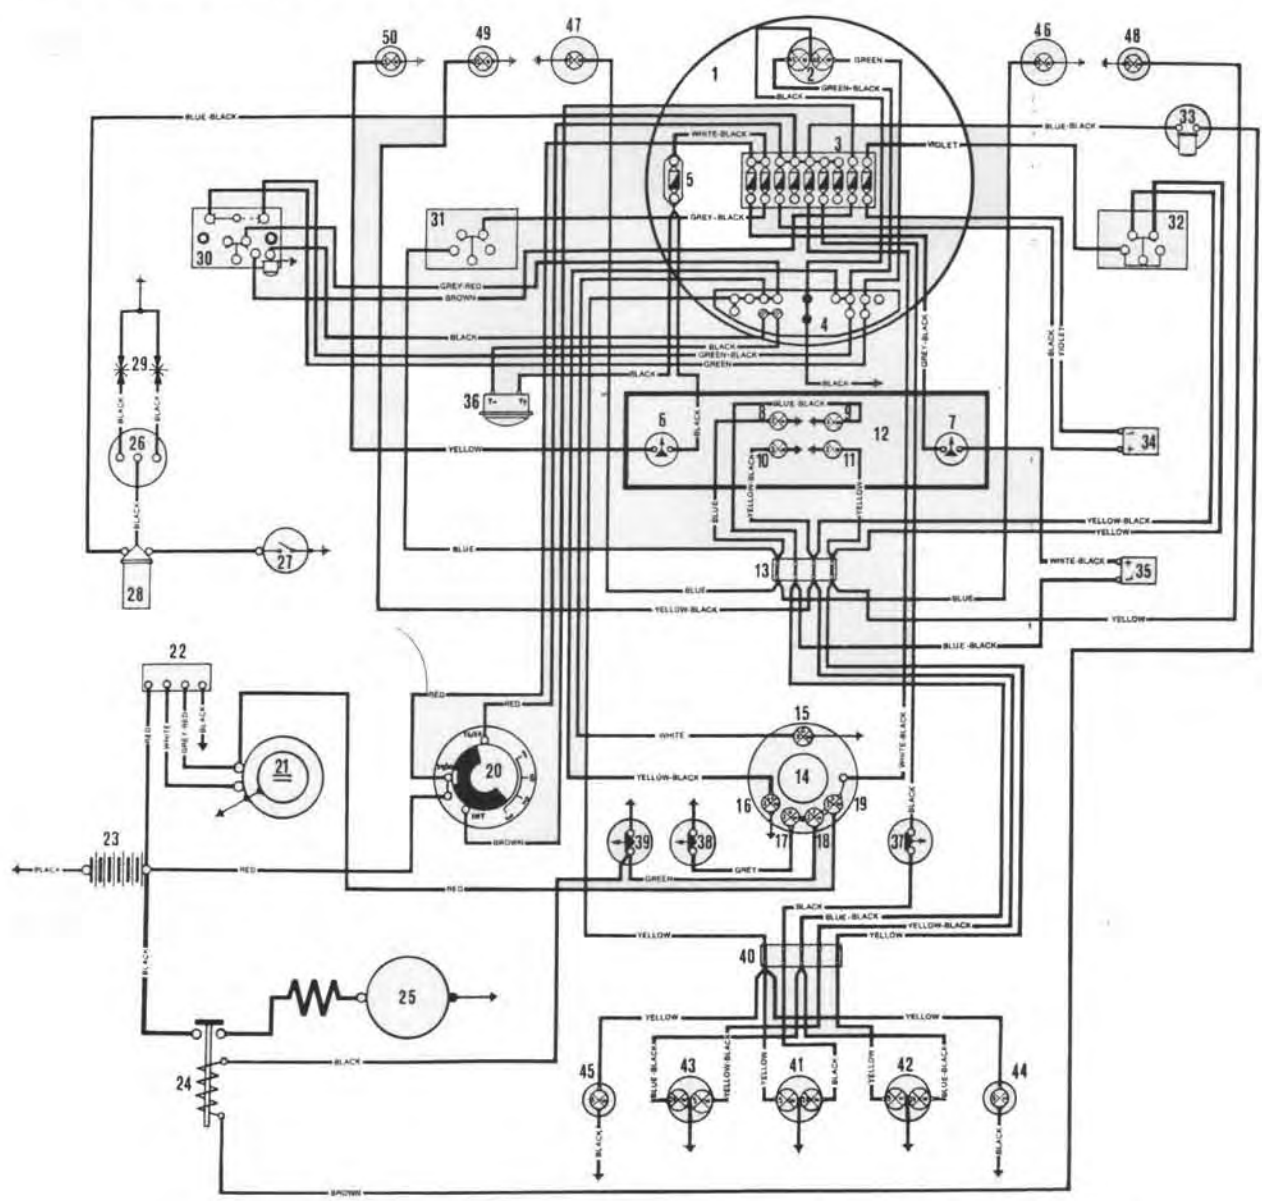 50
49
47
46
48
1
2
GREEN
GREEN-BLACK
BLACK
33
BLUE-BLACK
WHITE-BLACK
3
BLUE-BLACK
VIOLET
5
31
GREY-BLACK
32
30
GREY-RED
BROWN
4
BLACK
BLACK
GREEN-BLACK
GREEN
GREY-BLACK
BLACK
VIOLET
29
BLACK
BLACK
36
BLACK
BLACK
26
BLACK
YELLOW
6
BLACK
8
BLUE-BLACK
9
12
7
34
10
11
BLUE
YELLOW-BLACK
YELLOW
YELLOW-BLACK
YELLOW
27
28
BLUE
13
WHITE-BLACK
35
BLUE
BLUE
YELLOW-BLACK
YELLOW
BLUE-BLACK
22
RED
WHITE
GREY-RED
BLACK
RED
RED
15
WHITE
WHITE-BLACK
21
20
INT
YELLOW-BLACK
14
16
19
17
18
BROWN
39
38
37
BLACK
23
BLACK
RED
GREEN
GREY
RED
BLACK
BLUE-BLACK
YELLOW-BLACK
YELLOW
YELLOW
40
BLACK
25
YELLOW
YELLOW
24
BLACK
45
BLUE-BLACK
43
YELLOW-BLACK
YELLOW
41
BLACK
YELLOW
42
BLUE-BLACK
44
BLACK
BLACK
BROWN